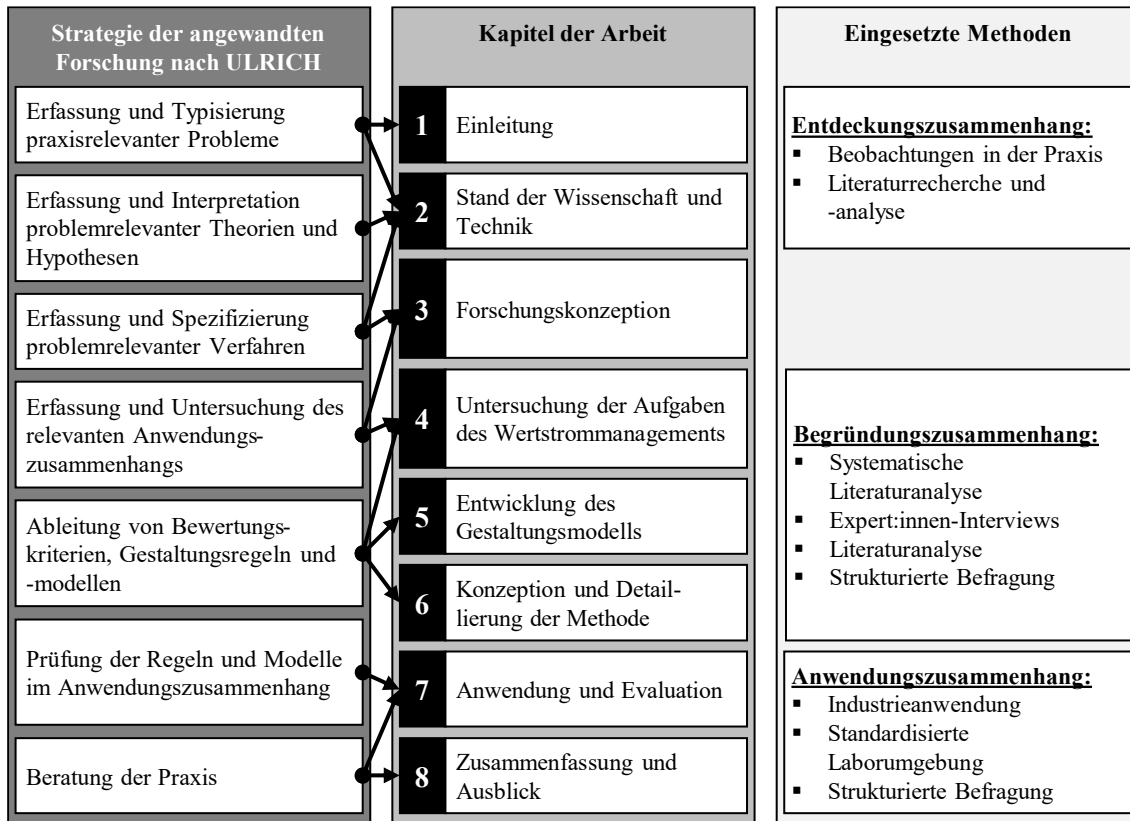 Strategie der angewandten
Forschung nach ULRICH
Erfassung und Typisierung
praxisrelevanter Probleme
Erfassung und Interpretation
problemrelevanter Theorien und
Hypothesen
Erfassung und Spezifizierung
problemrelevanter Verfahren
Erfassung und Untersuchung des
relevanten Anwendungs-
zusammenhangs
Ableitung von Bewertungs-
kriterien, Gestaltungsregeln und
-modellen
Prüfung der Regeln und Modelle
im Anwendungszusammenhang
Beratung der Praxis
Kapitel der Arbeit
1 Einleitung
2 Stand der Wissenschaft und
Technik
3 Forschungskonzeption
4 Untersuchung der Aufgaben
des Wertstrommanagements
5 Entwicklung des
Gestaltungsmodells
6 Konzeption und Detail-
lierung der Methode
7 Anwendung und Evaluation
8 Zusammenfassung und
Ausblick
Eingesetzte Methoden
Entdeckungszusammenhang:
▪ Beobachtungen in der Praxis
▪ Literaturrecherche und
-analyse
Begründungszusammenhang:
▪ Systematische
Literaturanalyse
▪ Expert:innen-Interviews
▪ Literaturanalyse
▪ Strukturierte Befragung
Anwendungszusammenhang:
▪ Industrieanwendung
▪ Standardisierte
Laborumgebung
▪ Strukturierte Befragung